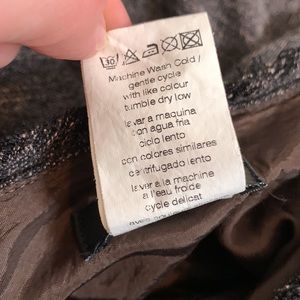 30
Machine Wash Cold /
gentle cycle
with like colour
tumble dry low
lavar a maquina
con agua fria
ciclo lento
con colores similares
centrifugado lento
laver a la machine
a l'eau froide
cycle delicat
avec